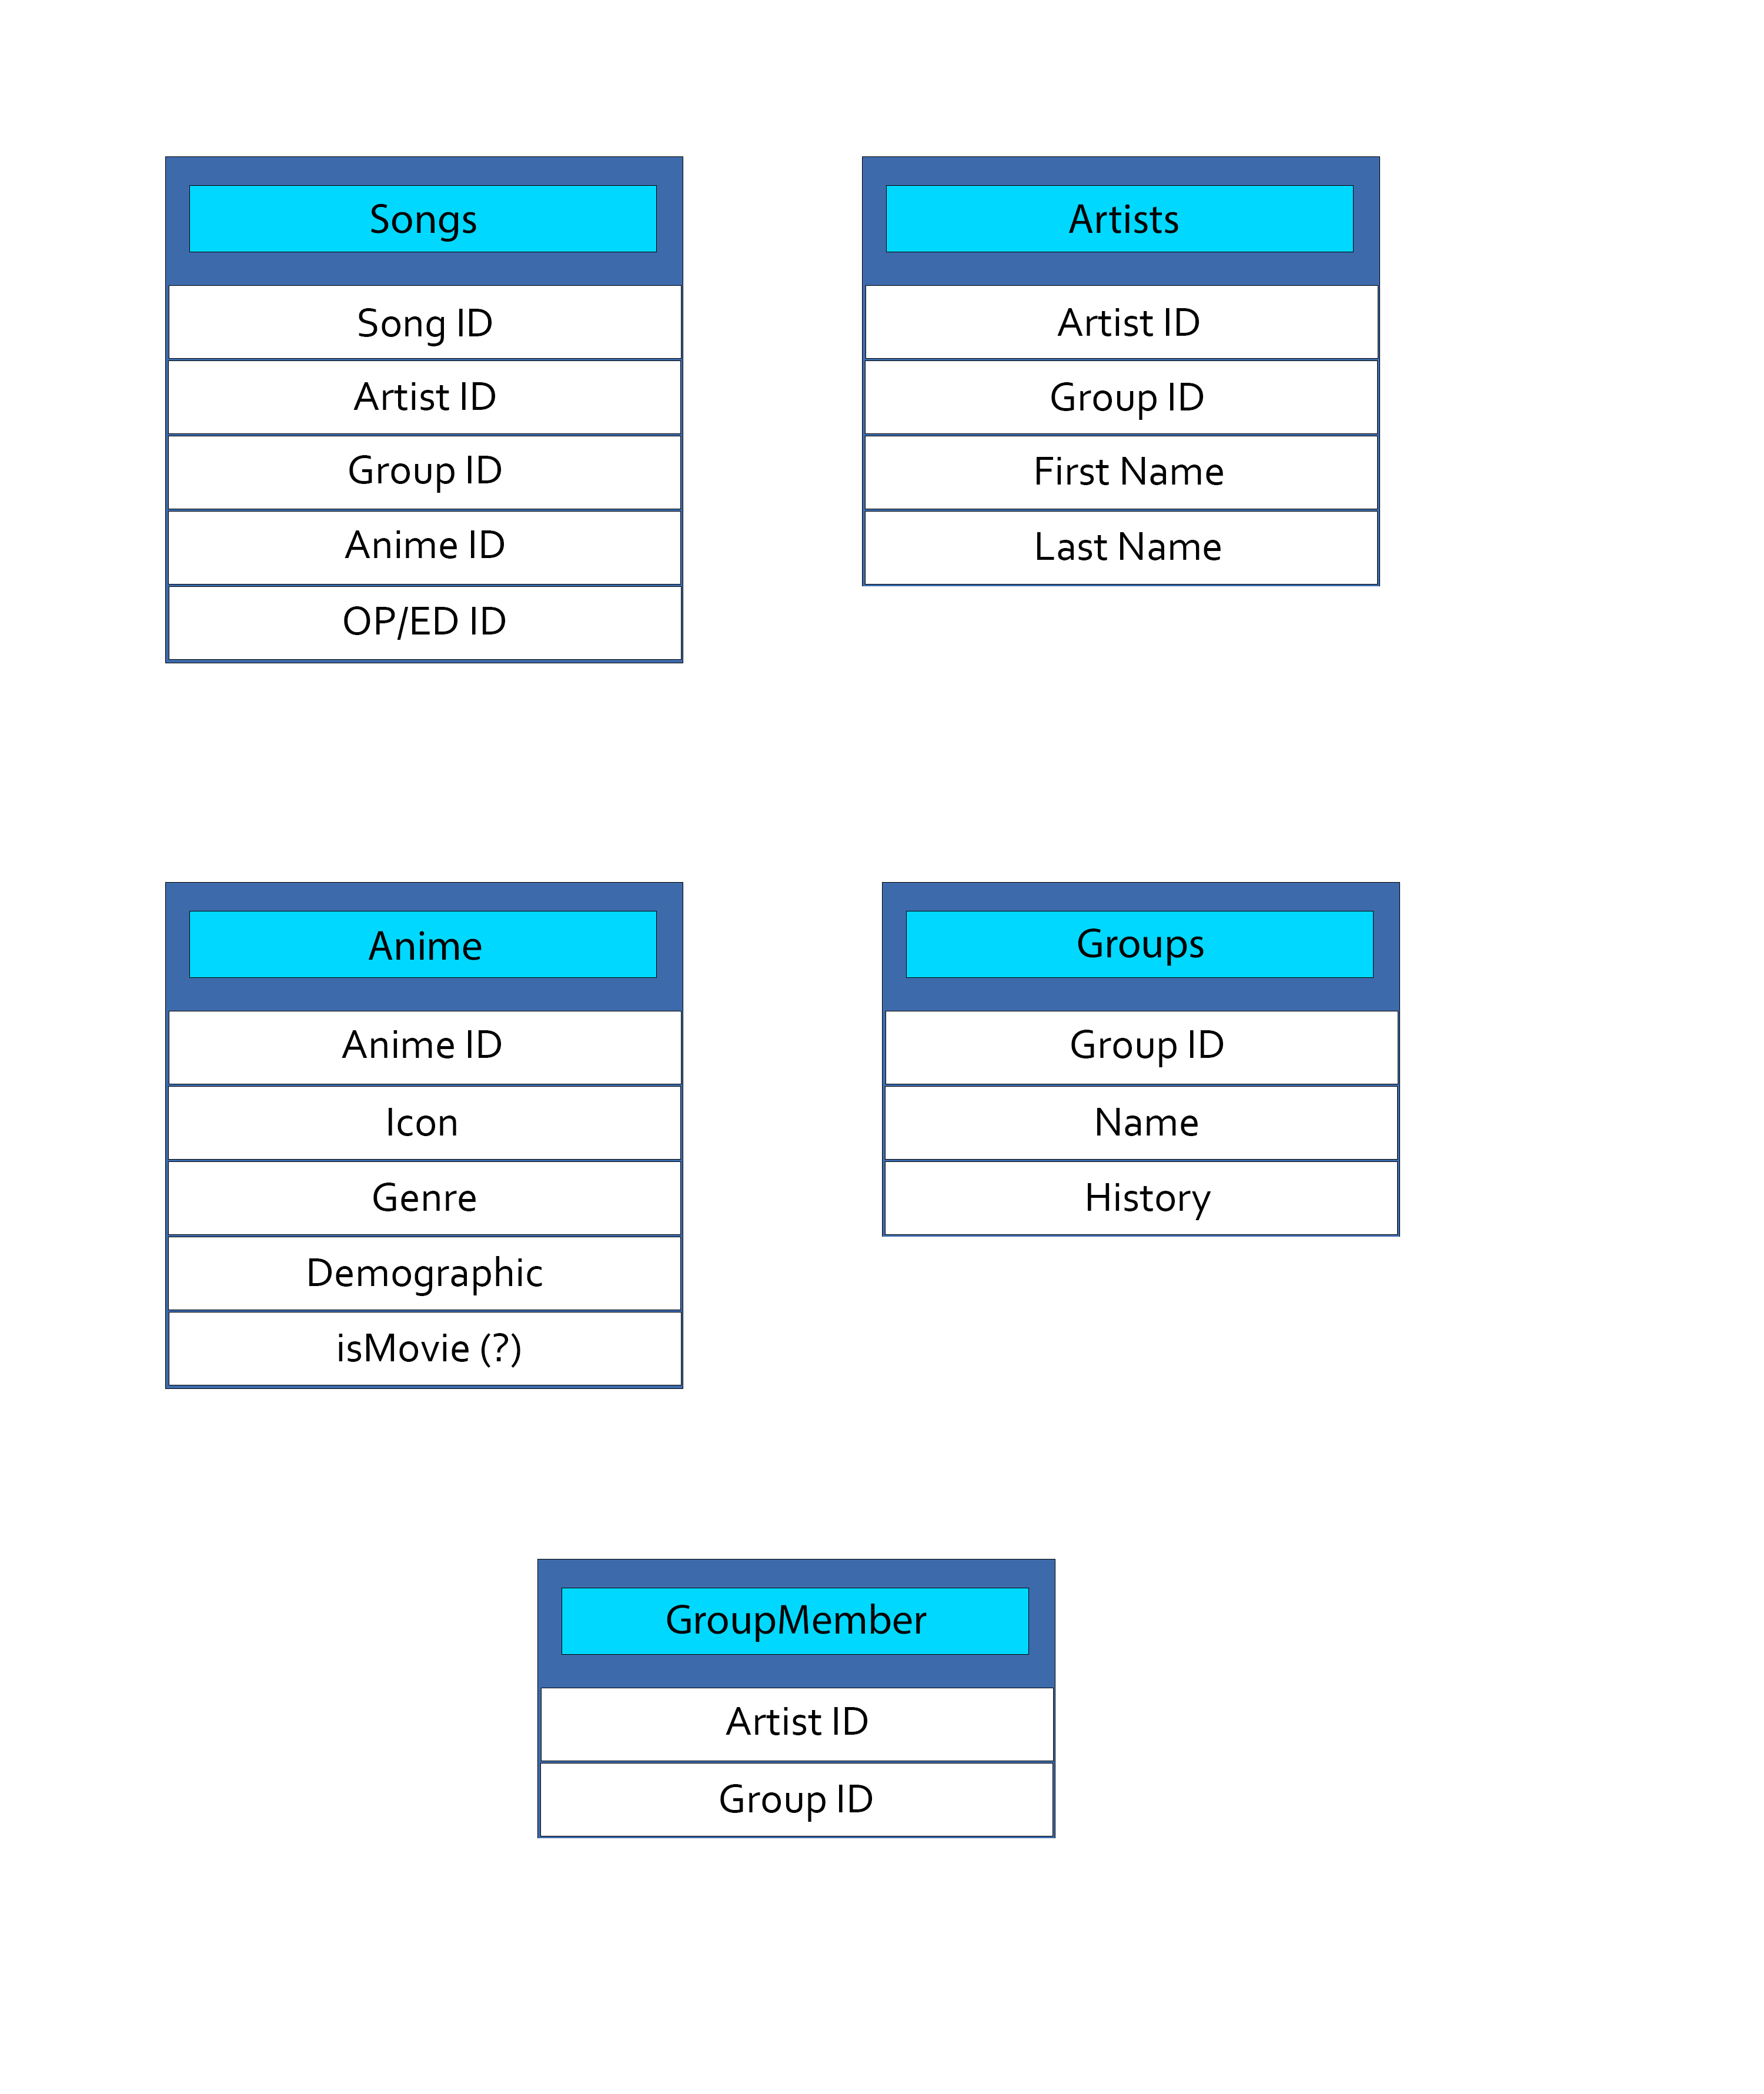 Songs
Song ID
Artist ID
Group ID
Anime ID
OP/ED ID
Artists
Artist ID
Group ID
First Name
Last Name
Anime
Anime ID
Icon
Genre
Demographic
isMovie (?)
Groups
Group ID
Name
History
GroupMember
Artist ID
Group ID